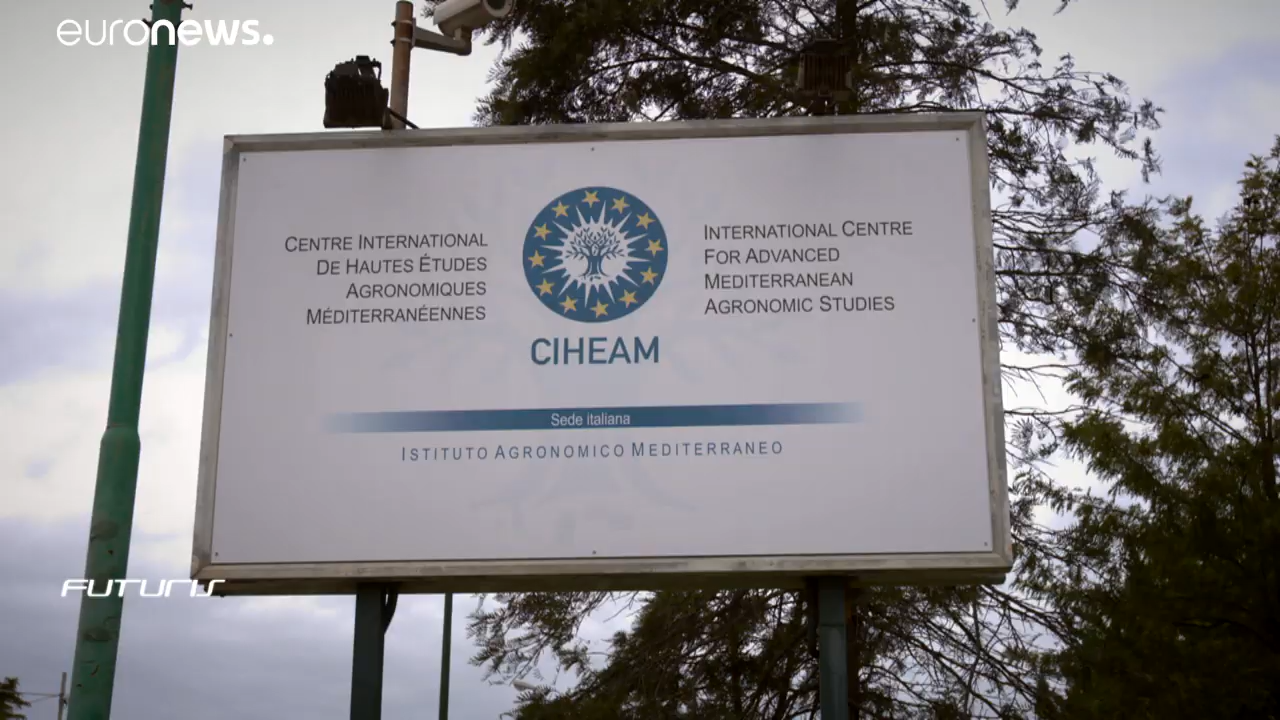 euronews.
CENTRE INTERNATIONAL
DE HAUTES ÉTUDES
AGRONOMIQUES
MÉDITERRANÉENNES
CIHEAM
INTERNATIONAL CENTRE
FOR ADVANCED
MEDITERRANEAN
AGRONOMIC STUDIES
Sede italiana
ISTITUTO AGRONOMICO MEDITERRANEO
FUTURIS